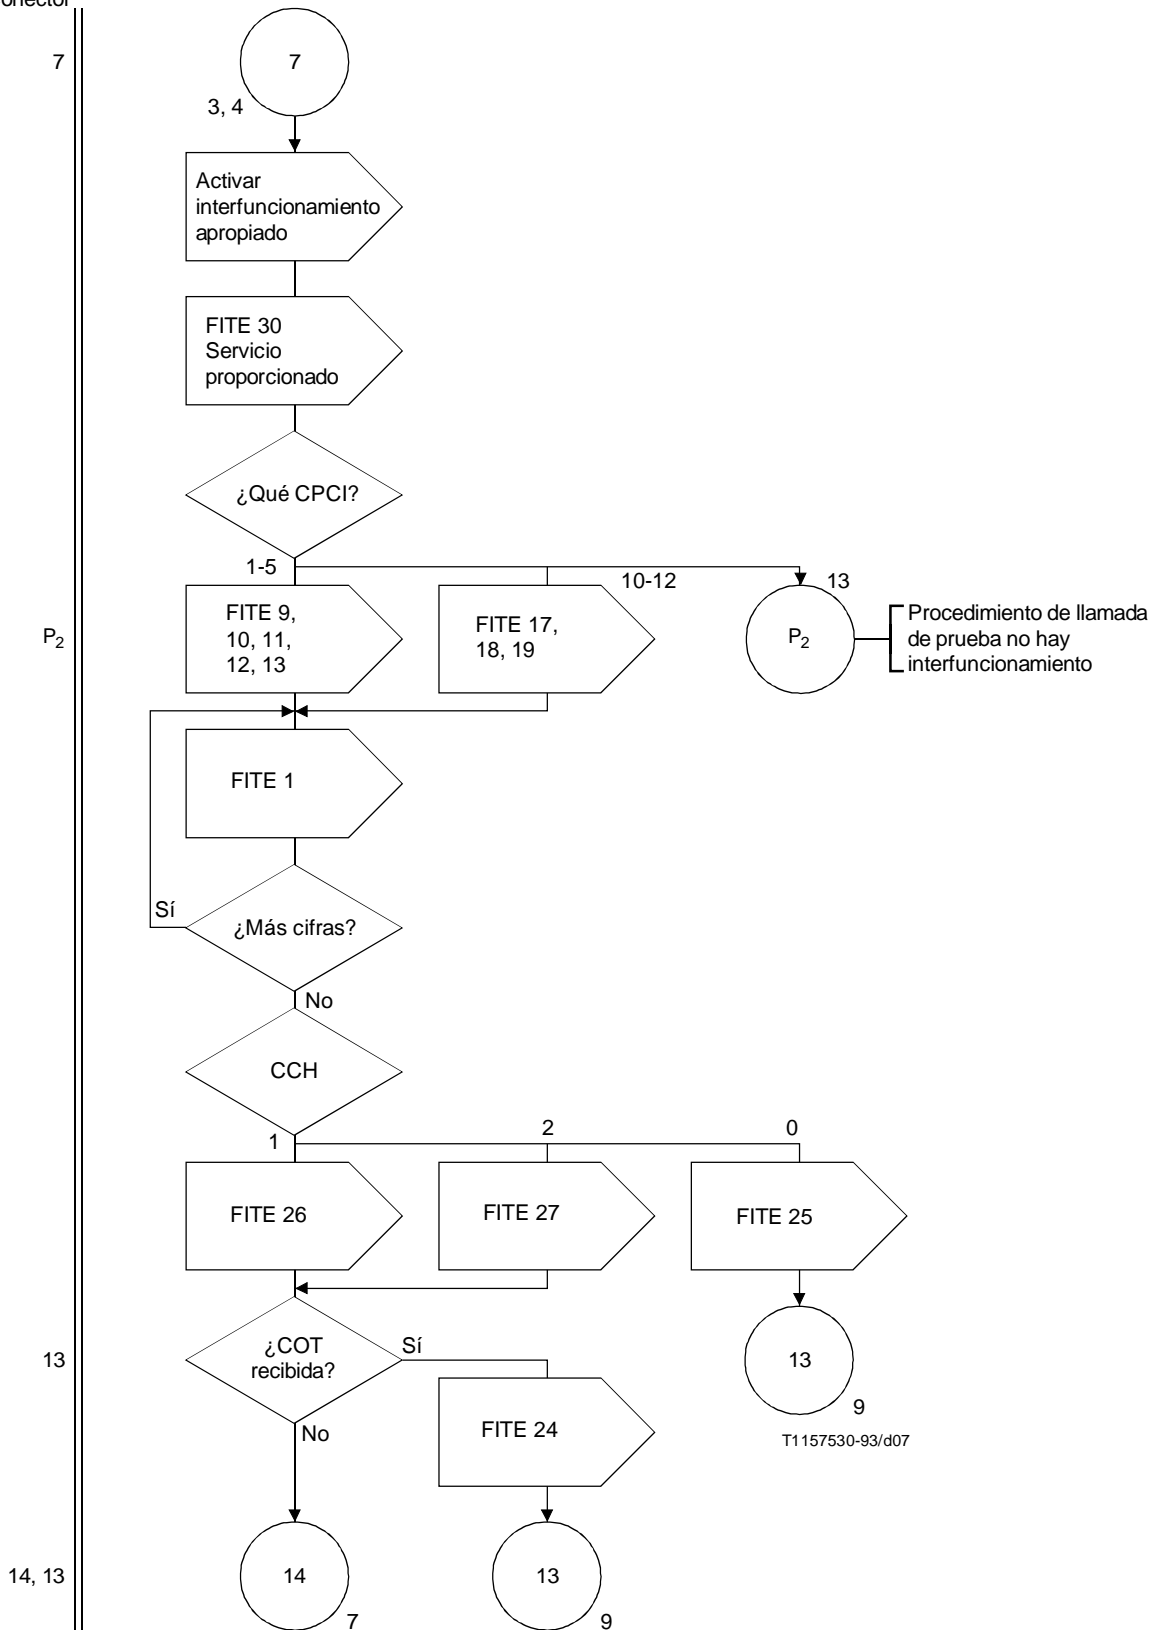 7
7
3, 4
Activar
interfuncionamiento
apropiado
FITE 30
Servicio
proporcionado
¿Qué CPCI?
1-5
10-12
13
P2
FITE 9,
10, 11,
12, 13
FITE 17,
18, 19
P2
Procedimiento de llamada
de prueba no hay
interfuncionamiento
FITE 1
Sí
¿Más cifras?
No
CCH
1
2
0
FITE 26
FITE 27
FITE 25
13
¿COT
recibida?
Sí
13
9
No
FITE 24
T1157530-93/d07
14, 13
14
7
13
9